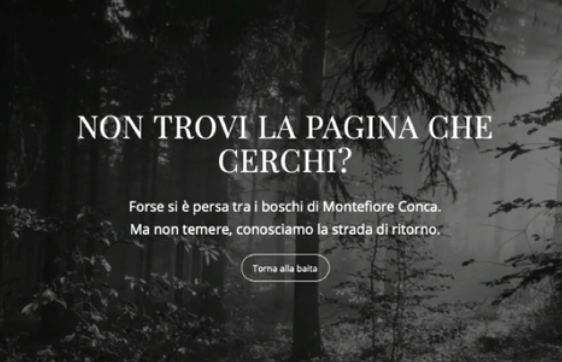 NON TROVI LA PAGINA CHE
CERCHI?
Forse si è persa tra i boschi di Montefiore Conca.
Ma non temere, conosciamo la strada di ritorno.
Torna alla baita